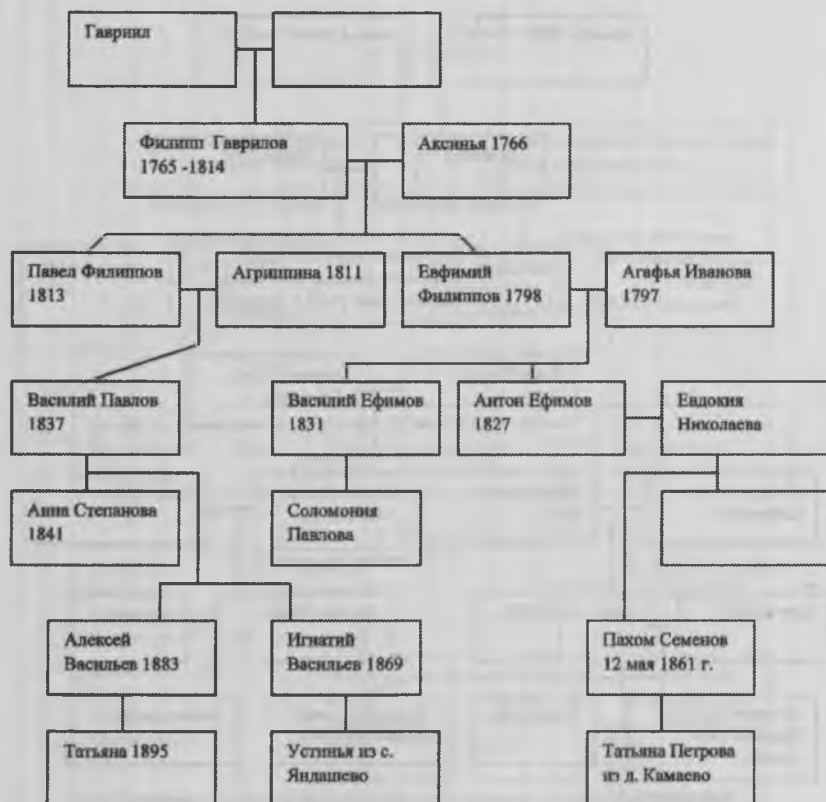 Гавриил
Филипп Гаврилов
1765 -1814
Аксинья 1766
Павел Филиппов
1813
Агриппина 1811
Евфимий
Филиппов 1798
Агафья Иванова
1797
Василий Павлов
1837
Василий Ефимов
1831
Антон Ефимов
1827
Евдокия
Николаева
Анна Степанова
1841
Соломония
Павлова
Алексей
Васильев 1883
Игнатий
Васильев 1869
Пахом Семенов
12 мая 1861 г.
Татьяна 1895
Устинья из с.
Яндашево
Татьяна Петрова
из д. Камаево